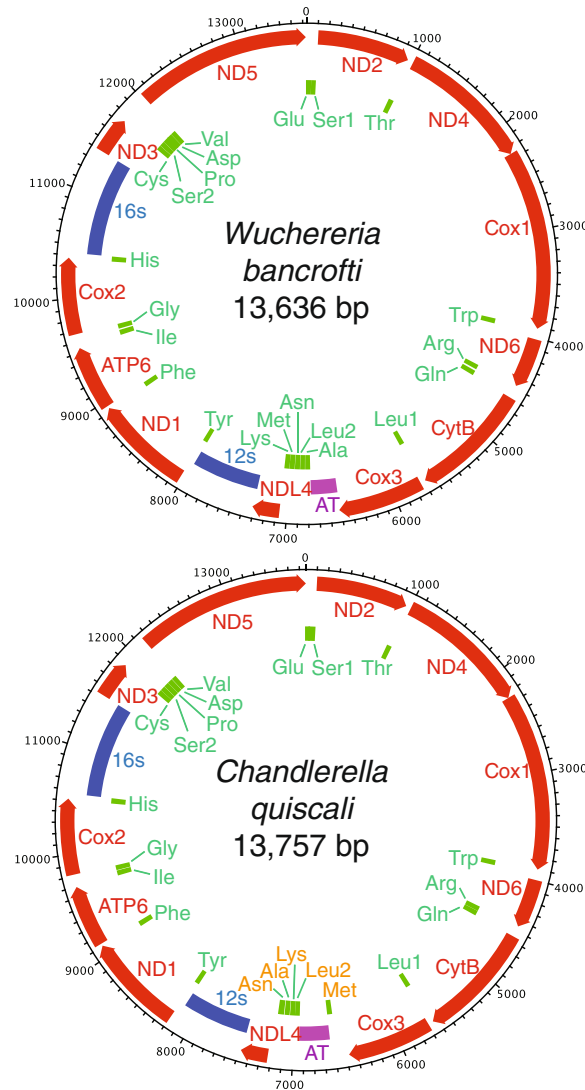 0
13000
1000
ND5
ND2
12000
2000
Glu Ser1
Thr
ND4
ND3
Val
Asp
Pro
Cys
Ser2
11000
16s
Cox1
3000
Wuchereria
bancrofti
13,636 bp
His
Cox2
10000
Gly
Ile
Trp
ND6
4000
Arg
Gln
ATP6
Phe
9000
ND1
Tyr
Asn
Met
Leu2
Lys
Ala
Leu1
CytB
5000
12s
Cox3
8000
NDL4
AT
6000
7000
0
13000
1000
ND5
ND2
12000
2000
Glu Ser1
Thr
ND4
ND3
Val
Asp
Pro
Cys
Ser2
11000
16s
Cox1
3000
Chandlerella
quiscali
13,757 bp
His
Cox2
10000
Gly
Ile
Trp
ND6
4000
Arg
Gln
ATP6
Phe
9000
ND1
Tyr
Lys
Ala
Leu2
Asn
Met
Leu1
CytB
5000
12s
Cox3
8000
NDL4
AT
6000
7000